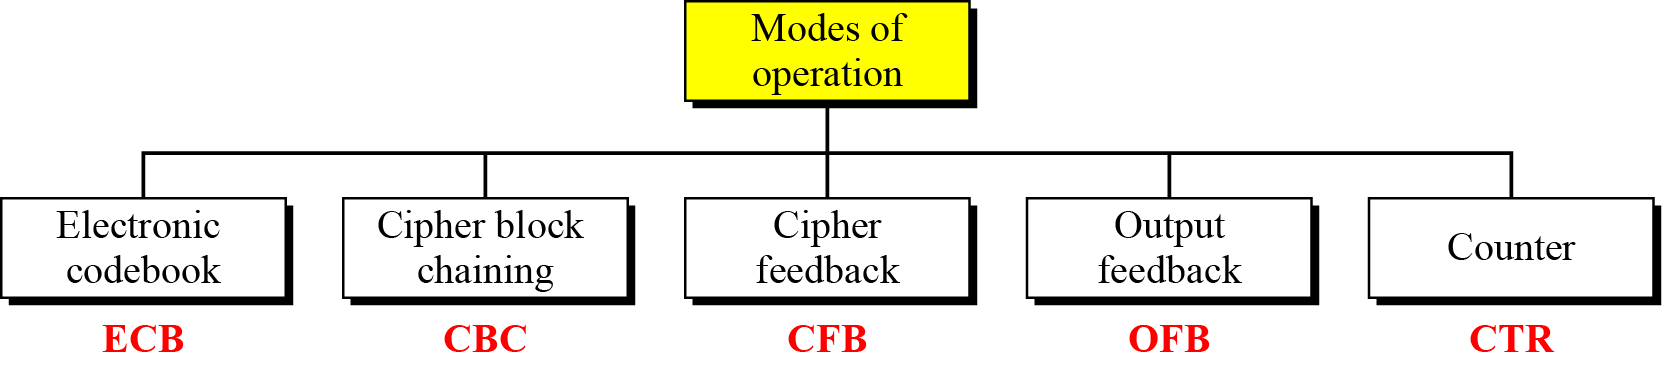 Modes of
operation
Electronic
codebook
Cipher block
chaining
Cipher
feedback
Output
feedback
Counter
ECB
CBC
CFB
OFB
CTR